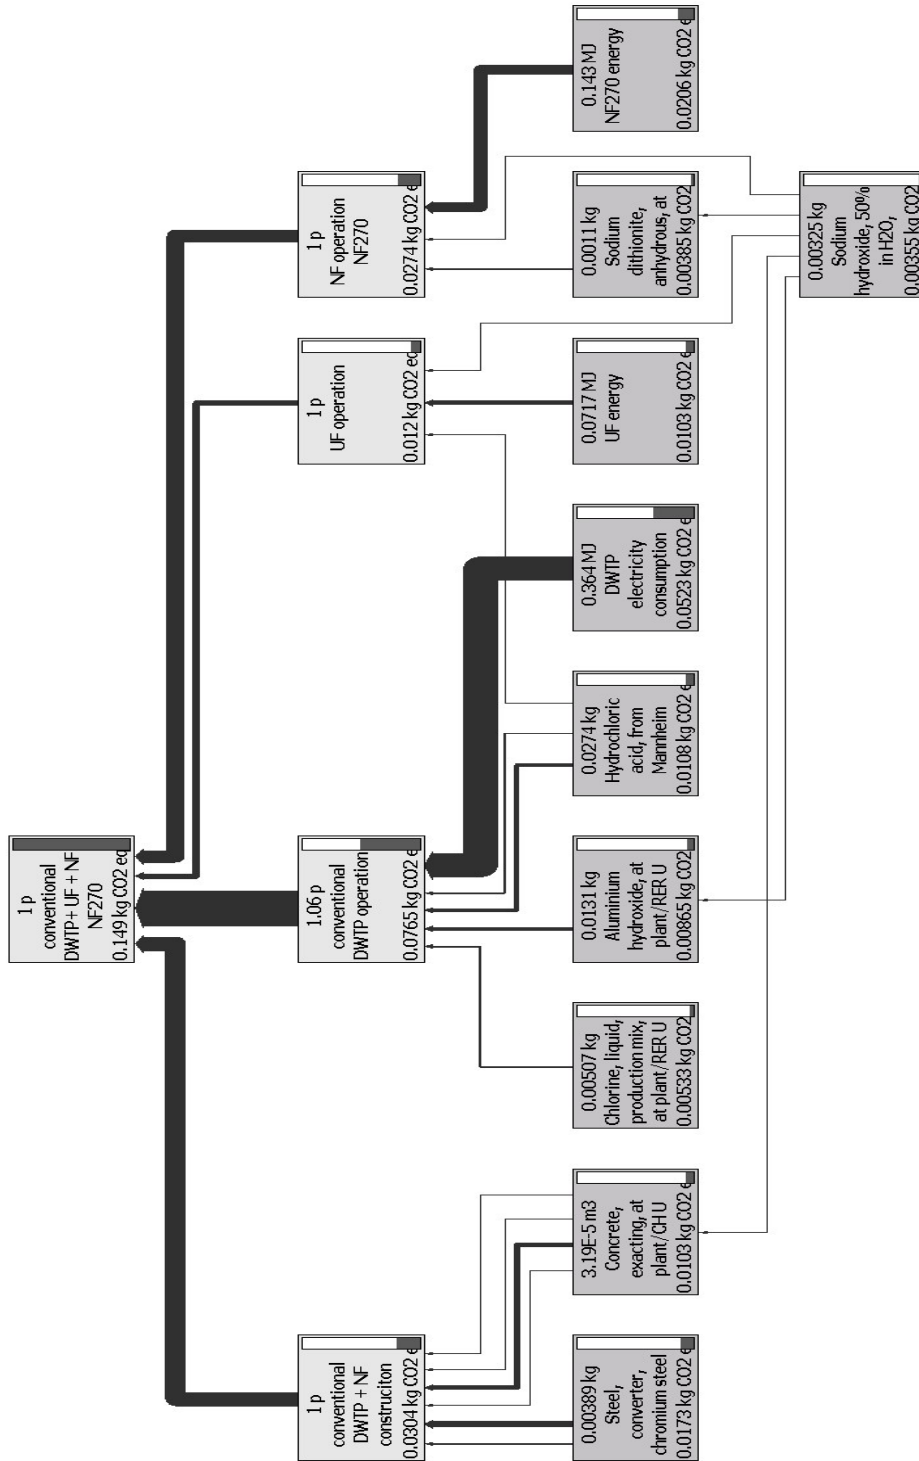 1 p
conventional
DWTP + UF + NF
NF270
0.149 kg CO2 eq
1 p
conventional
DWTP + NF
construciton
0.0304 kg CO2 e
1.06 p
conventional
DWTP operation
0.0765 kg CO2 e
1 p
UF operation
0.012 kg CO2 eq
1 p
NF operation
NF270
0.0274 kg CO2 e
0.00389 kg
Steel,
converter,
chromium steel
0.0173 kg CO2 e
3.19E-5 m3
Concrete,
exacting, at
plant/CH U
0.0103 kg CO2 e
0.00507 kg
Chlorine, liquid,
production mix,
at plant/RER U
0.00533 kg CO2
0.0131 kg
Aluminium
hydroxide, at
plant/RER U
0.00865 kg CO2
0.0274 kg
Hydrochloric
acid, from
Mannheim
0.0108 kg CO2 e
0.364 MJ
DWTP
electricity
consumption
0.0523 kg CO2 e
0.0717 MJ
UF energy
0.0103 kg CO2 e
0.0011 kg
Sodium
dithionite,
anhydrous, at
0.00385 kg CO2
0.143 MJ
NF270 energy
0.0206 kg CO2 e
0.00325 kg
Sodium
hydroxide, 50%
in H2O,
0.00355 kg CO2